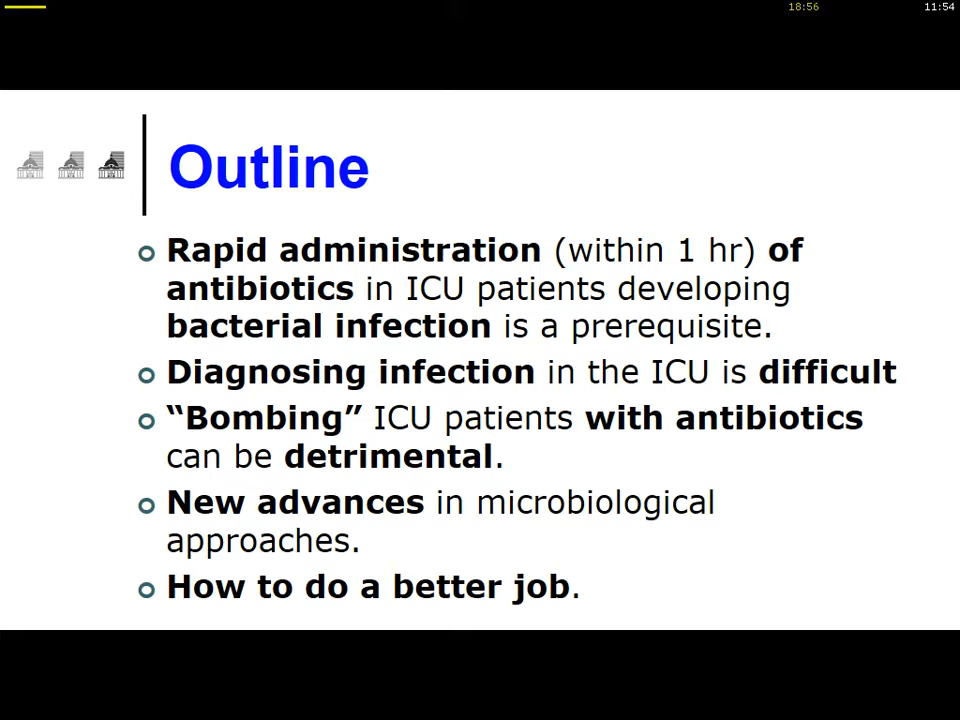 18:56
11:54
Outline
Rapid administration (within 1 hr) of
antibiotics in ICU patients developing
bacterial infection is a prerequisite.
Diagnosing infection in the ICU is difficult
“Bombing” ICU patients with antibiotics
can be detrimental.
New advances in microbiological
approaches.
How to do a better job.